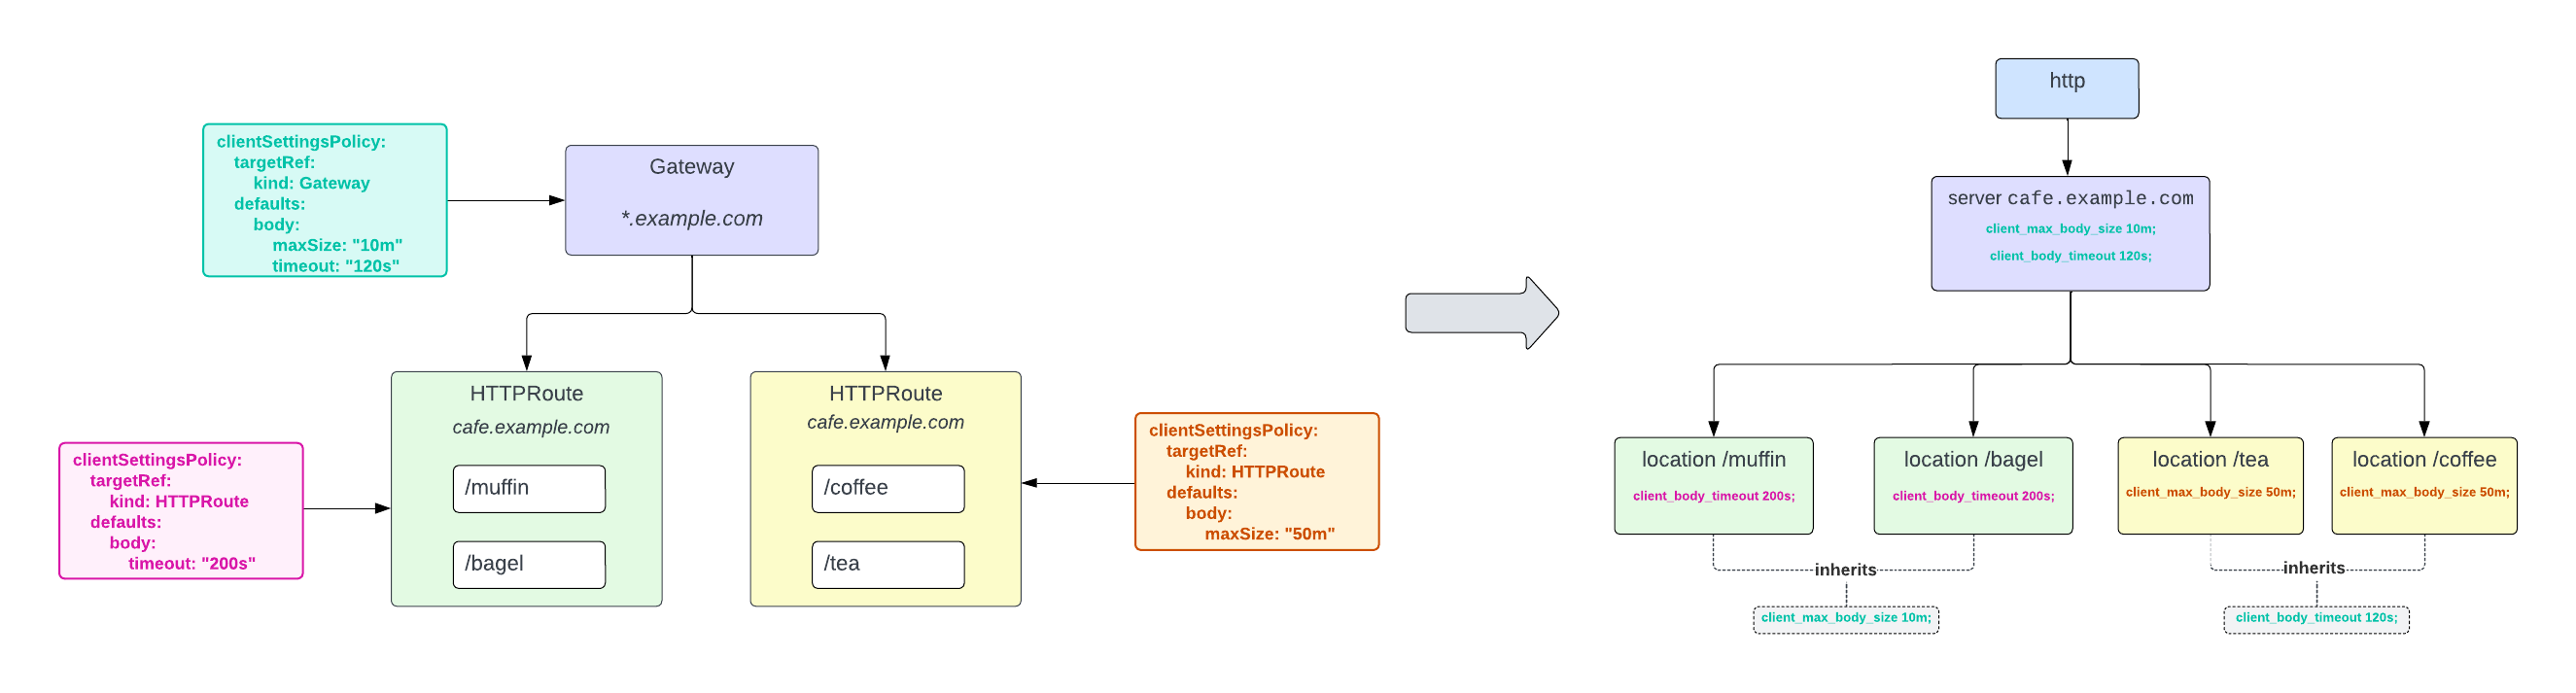 clientSettingsPolicy:
targetRef:
kind: Gateway
defaults:
body:
maxSize: "10m"
timeout: "120s"
Gateway
*.example.com
HTTPRoute
cafe.example.com
/muffin
/bagel
HTTPRoute
cafe.example.com
/coffee
/tea
clientSettingsPolicy:
targetRef:
kind: HTTPRoute
defaults:
body:
timeout: "200s"
clientSettingsPolicy:
targetRef:
kind: HTTPRoute
defaults:
body:
maxSize: "50m"
http
server cafe.example.com
client_max_body_size 10m;
client_body_timeout 120s;
location /muffin
client_body_timeout 200s;
location /bagel
client_body_timeout 200s;
location /tea
client_max_body_size 50m;
location /coffee
client_max_body_size 50m;
inherits
client_max_body_size 10m;
inherits
client_body_timeout 120s;